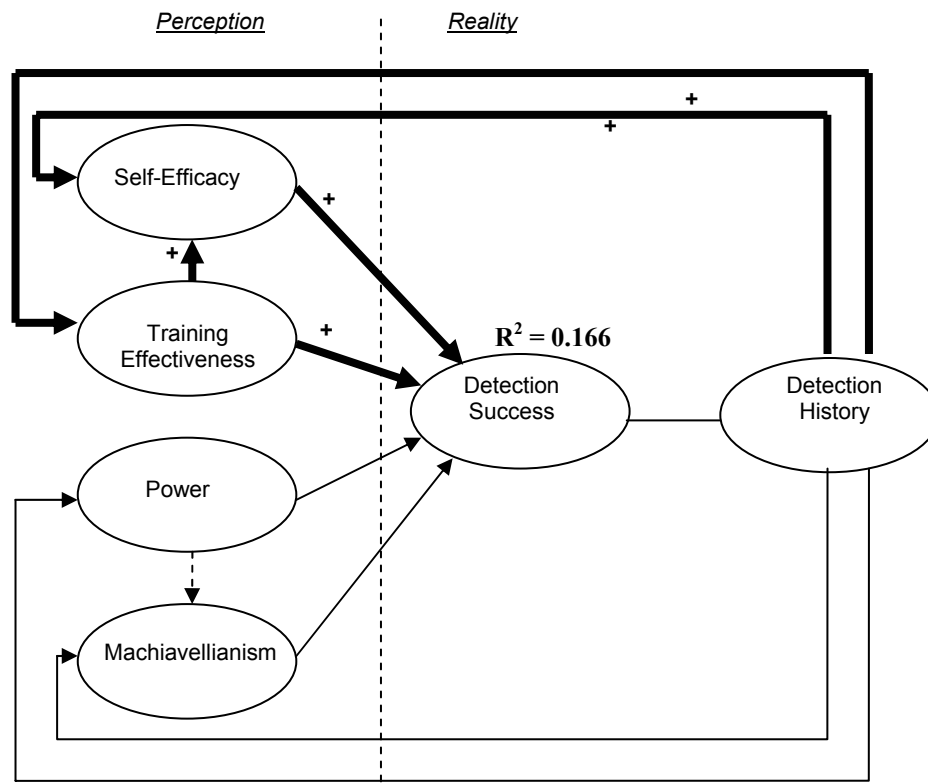 Perception
Reality
+
+
Self-Efficacy
+
+
Training
Effectiveness
+
R² = 0.166
Detection
Success
Detection
History
Power
Machiavellianism